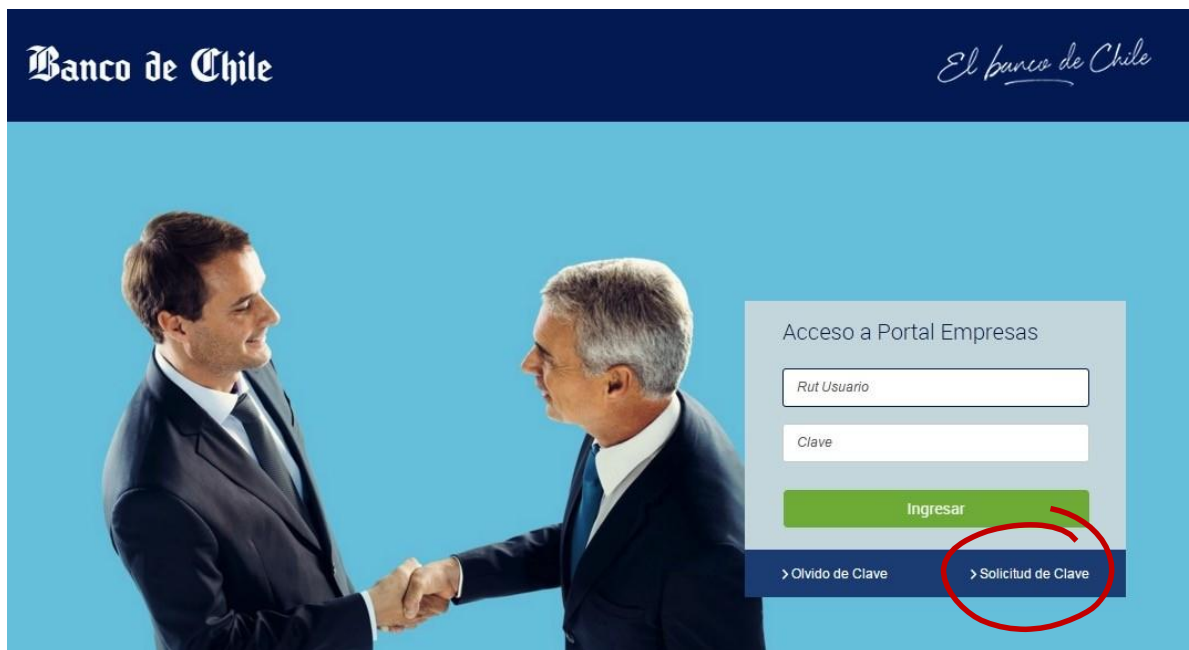 Banco de Chile
El banco de Chile
Acceso a Portal Empresas
Rut Usuario
Clave
Ingresar
> Olvido de Clave
> Solicitud de Clave